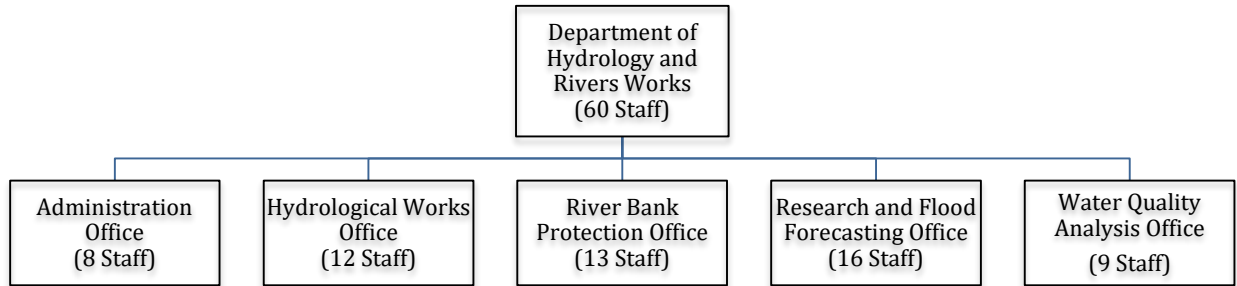 Department of
Hydrology and
Rivers Works
(60 Staff)
Administration
Office
(8 Staff)
Hydrological Works
Office
(12 Staff)
River Bank
Protection Office
(13 Staff)
Research and Flood
Forecasting Office
(16 Staff)
Water Quality
Analysis Office
(9 Staff)